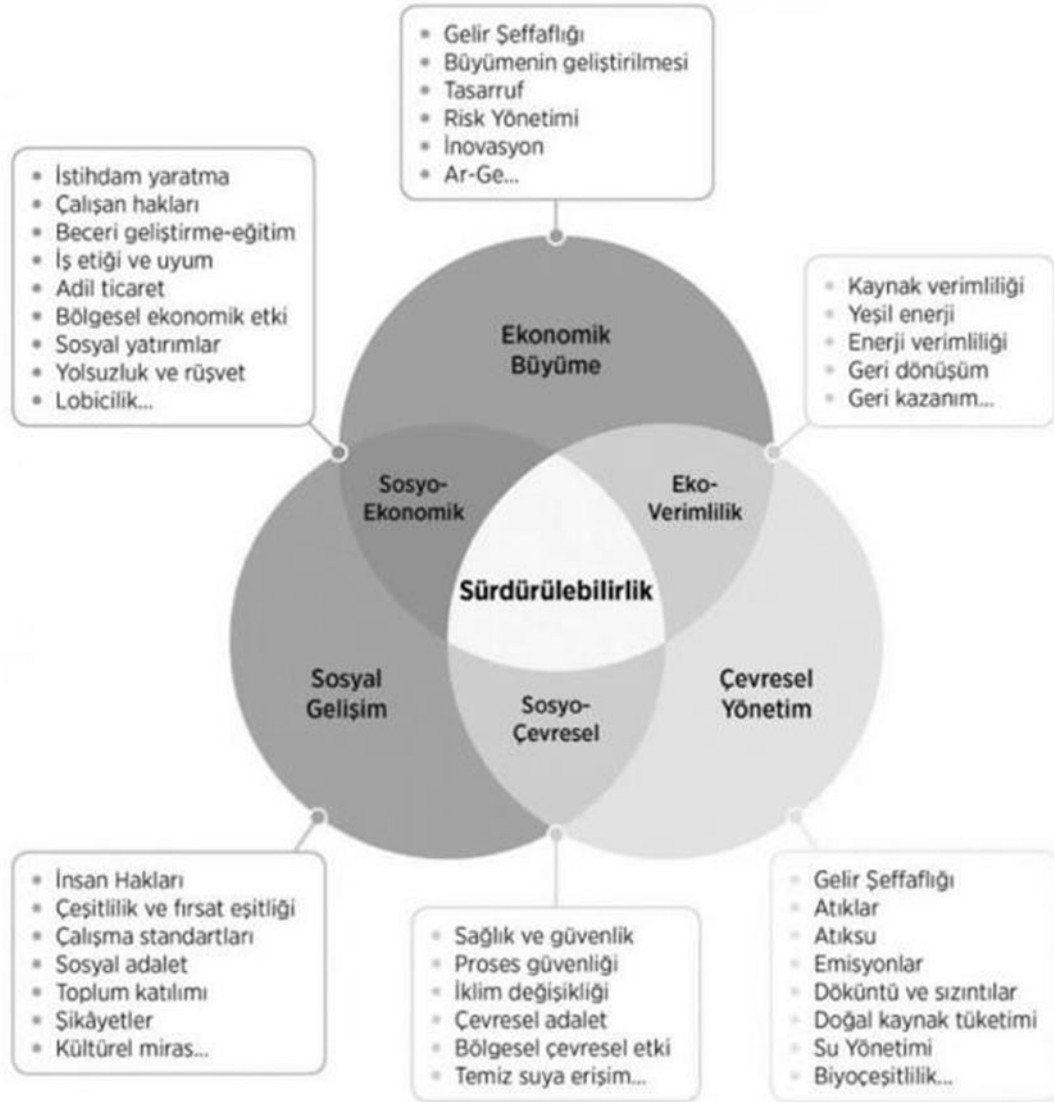 • Gelir Şeffaflığı
• Büyümenin geliştirilmesi
• Tasarruf
• Risk Yönetimi
• İnovasyon
• Ar-Ge...
• İstihdam yaratma
• Çalışan hakları
• Beceri geliştirme-eğitim
• İş etiği ve uyum
• Adil ticaret
• Bölgesel ekonomik etki
• Sosyal yatırımlar
• Yolsuzluk ve rüşvet
• Lobicilik...
• Kaynak verimliliği
• Yeşil enerji
• Enerji verimliliği
• Geri dönüşüm
• Geri kazanım...
Ekonomik
Büyüme
Sosyo-
Ekonomik
Eko-
Verimlilik
Sürdürülebilirlik
Sosyal
Gelişim
Sosyo-
Çevresel
Çevresel
Yönetim
• İnsan Hakları
• Çeşitlilik ve fırsat eşitliği
• Çalışma standartları
• Sosyal adalet
• Toplum katılımı
• Şikâyetler
• Kültürel miras...
• Sağlık ve güvenlik
• Proses güvenliği
• İklim değişikliği
• Çevresel adalet
• Bölgesel çevresel etki
• Temiz suya erişim...
• Gelir Şeffaflığı
• Atıklar
• Atıksu
• Emisyonlar
• Döküntü ve sızıntılar
• Doğal kaynak tüketimi
• Su Yönetimi
• Biyoçeşitlilik...